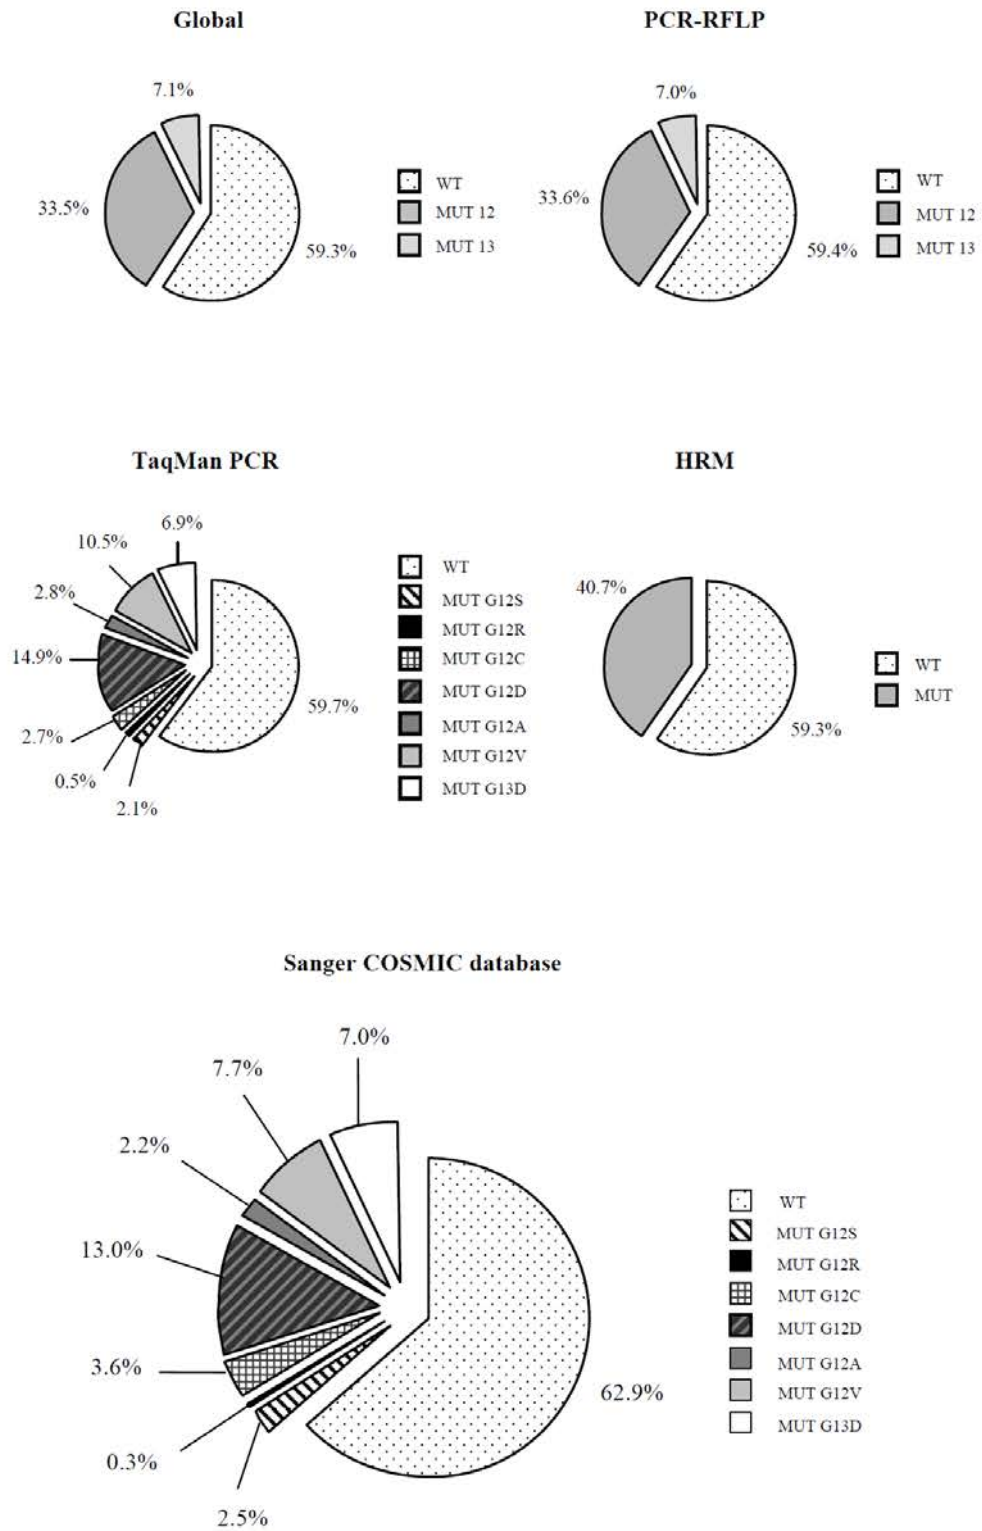 Global
7.1%
33.5%
59.3%
WT
MUT 12
MUT 13
PCR-RFLP
7.0%
33.6%
59.4%
WT
MUT 12
MUT 13
TaqMan PCR
6.9%
10.5%
2.8%
14.9%
2.7%
0.5%
2.1%
59.7%
WT
MUT G12S
MUT G12R
MUT G12C
MUT G12D
MUT G12A
MUT G12V
MUT G13D
HRM
40.7%
59.3%
WT
MUT
Sanger COSMIC database
7.0%
7.7%
2.2%
13.0%
3.6%
0.3%
2.5%
62.9%
WT
MUT G12S
MUT G12R
MUT G12C
MUT G12D
MUT G12A
MUT G12V
MUT G13D